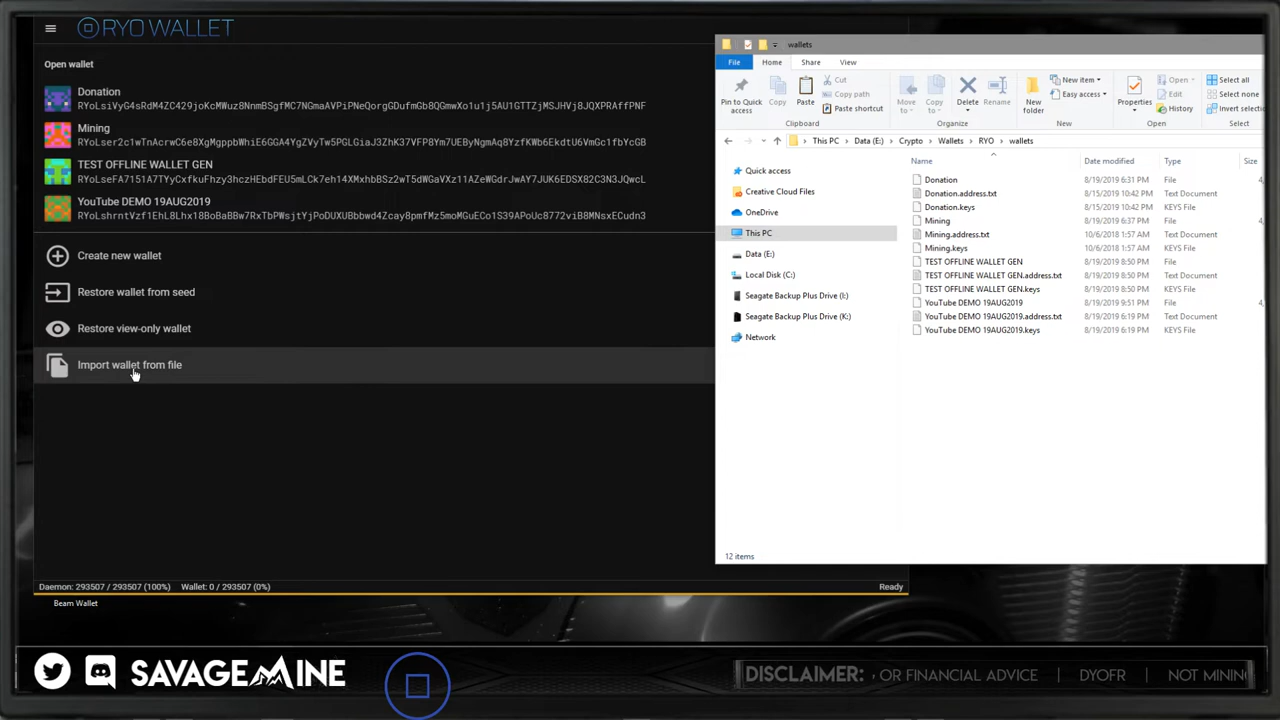 RYO WALLET
Open wallet
Donation
RYoLsiVyG4sRdM4ZC429joKcMWuz8NnmBSgfMC7NGmaAVPiPNeQorgGDufmGb8QGmwXo1u1j5AU1GTTZjMSJHVj8JQXPRAffPNF
Mining
RYoLser2c1wTnAcrwC6e8XgMgppbWhiE6GGA4YgZVyTw5PGLGiaJ3ZhK37VFP8Ym7UEByNgmAq8YzfKWb6EkdtU6VmGc1fbYcGB
TEST OFFLINE WALLET GEN
RYoLseFA7151A7TYyCxfkuFhzy3hczHEbdFEU5mLCk7eh14XMxhbBSz2wT5dWGaVXz11AZeWGdrJwAY7JUK6EDSX82C3N3JQwcL
YouTube DEMO 19AUG2019
RYoLshrntVzf1EhL8Lhx188oBaBBw7RxTbPWsjtYjPoDUXUBbbwd4Zcay8pmfMz5moMGuECo1S39APoUc8772viB8MNsxECudn3
Create new wallet
Restore wallet from seed
Restore view-only wallet
Import wallet from file
Daemon: 293507 / 293507 (100%) Wallet: 0 / 293507 (0%) Ready
Beam Wallet
wallets
File Home Share View
Pin to Quick access
Copy
Paste
Cut
Copy path
Paste shortcut
Clipboard
Move to
Copy to
Delete
Rename
Organize
New folder
New item
Easy access
New
Properties
Open
Edit
History
Open
Select all
Select none
Invert selectio
Select
This PC Data (E:) Crypto Wallets RYO wallets
Quick access
Creative Cloud Files
OneDrive
This PC
Data (E:)
Local Disk (C:)
Seagate Backup Plus Drive (I:)
Seagate Backup Plus Drive (K:)
Network
Name Date modified Type Size
Donation 8/19/2019 6:31 PM File 4,
Donation.address.txt 8/15/2019 10:42 PM Text Document
Donation.keys 8/15/2019 10:42 PM KEYS File
Mining 8/19/2019 6:37 PM File 4,
Mining.address.txt 10/6/2018 1:57 AM Text Document
Mining.keys 10/6/2018 1:57 AM KEYS File
TEST OFFLINE WALLET GEN 8/19/2019 8:50 PM File
TEST OFFLINE WALLET GEN.address.txt 8/19/2019 8:50 PM Text Document
TEST OFFLINE WALLET GEN.keys 8/19/2019 8:50 PM KEYS File
YouTube DEMO 19AUG2019 8/19/2019 9:51 PM File 4,
YouTube DEMO 19AUG2019.address.txt 8/19/2019 6:19 PM Text Document
YouTube DEMO 19AUG2019.keys 8/19/2019 6:19 PM KEYS File
12 items
SAVAGEMINE
DISCLAIMER: OR FINANCIAL ADVICE DYOFR NOT MINING